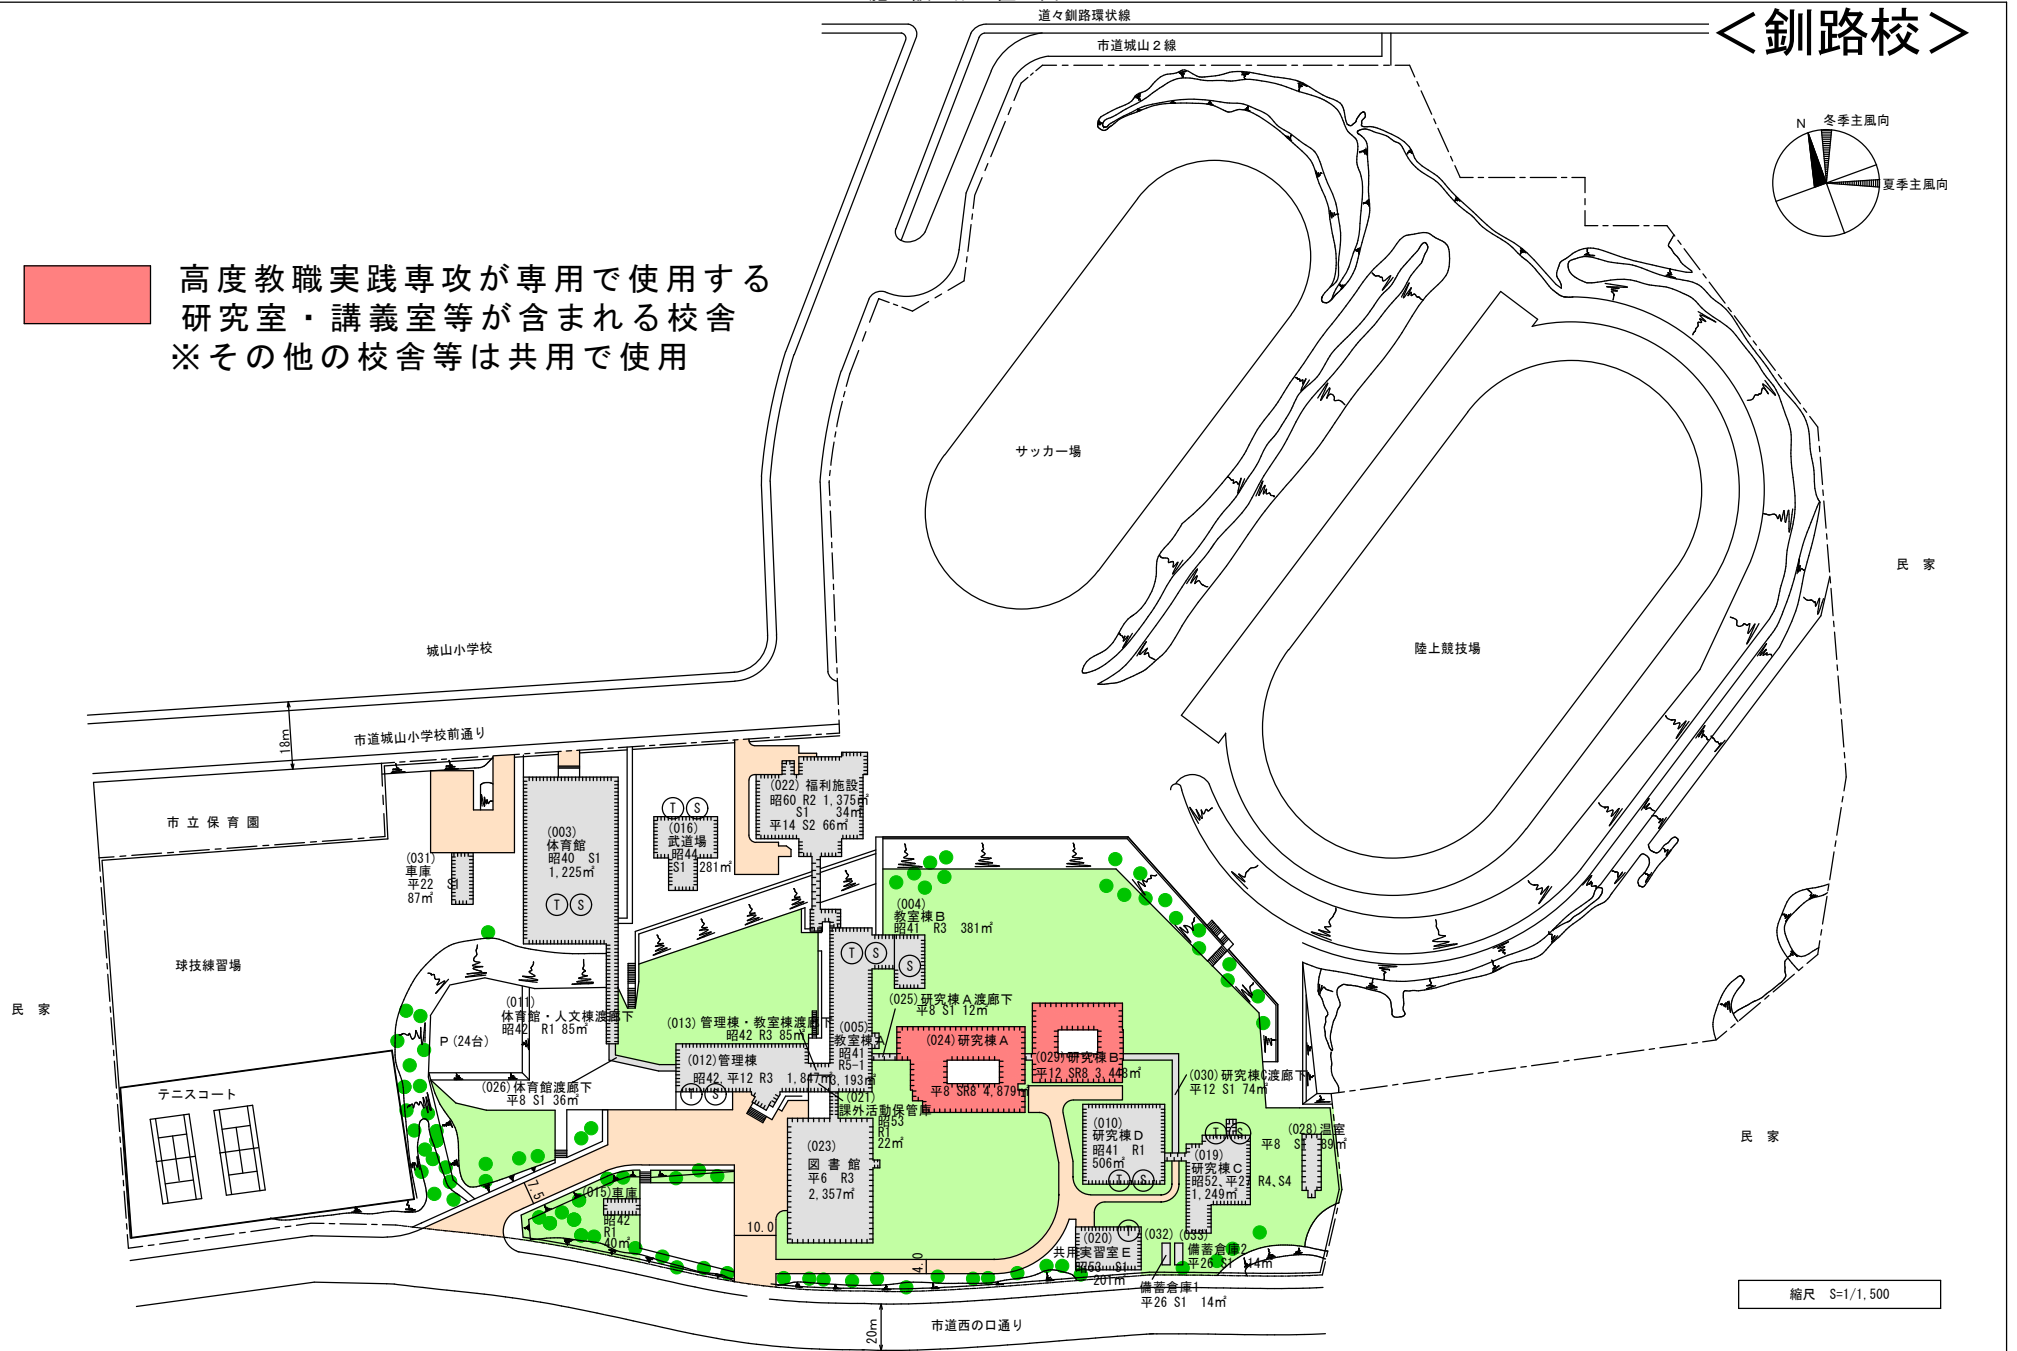 道々釧路環状線
市道城山2線
＜釧路校＞
N
冬季主風向
夏季主風向
高度教職実践専攻が専用で使用する
研究室・講義室等が含まれる校舎
※その他の校舎等は共用で使用
サッカー場
陸上競技場
民 家
城山小学校
18m
市道城山小学校前通り
市立保育園
(031)
車庫
平22 S1
87㎡
(003)
体育館
昭40 S1
1,225㎡
T S
T S
(016)
武道場
昭44
S1 281㎡
(022)福利施設
昭60 R2 1,375㎡
S1 34㎡
平14 S2 66㎡
(004)
教室棟B
昭41 R3 381㎡
T S
S
球技練習場
民 家
P(24台)
(011)
体育館・人文棟渡廊下
昭42 R1 85㎡
(013)管理棟・教室棟渡廊下
昭42 R3 85㎡
(005)
教室棟A
昭41
R5-1
3,193㎡
(025)研究棟A渡廊下
平8 S1 12㎡
(024)研究棟A
平8 SR8 4,879㎡
(029)研究棟B
平12 SR8 3,448㎡
(030)研究棟C渡廊下
平12 S1 74㎡
(012)管理棟
昭42,平12 R3 1,847㎡
T S
(026)体育館渡廊下
平8 S1 36㎡
(021)
課外活動保管庫
昭53
R1
22㎡
テニスコート
(023)
図書館
平6 R3
2,357㎡
(010)
研究棟D
昭41 R1
506㎡
T S
T S
(019)
研究棟C
昭52、平27 R4,S4
1,249㎡
(028)温室
平8 S1 89㎡
民 家
7.5
(015)車庫
昭42
R1
40㎡
10.0
4.0
T
(020)
共用実習室E
昭53 S1
201㎡
(032)
(033)
備蓄倉庫2
平26 S1 14㎡
備蓄倉庫1
平26 S1 14㎡
20m
市道西の口通り
縮尺 S=1/1,500